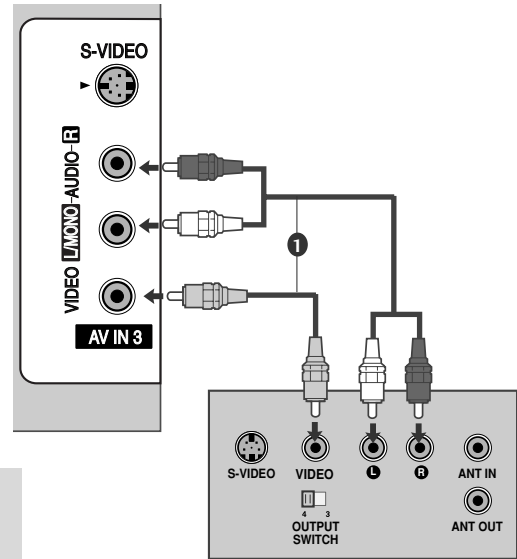 S-VIDEO
VIDEO L/MONO-AUDIO-R
AV IN 3
1
S-VIDEO
VIDEO
L
R
ANT IN
4 3
OUTPUT
SWITCH
ANT OUT